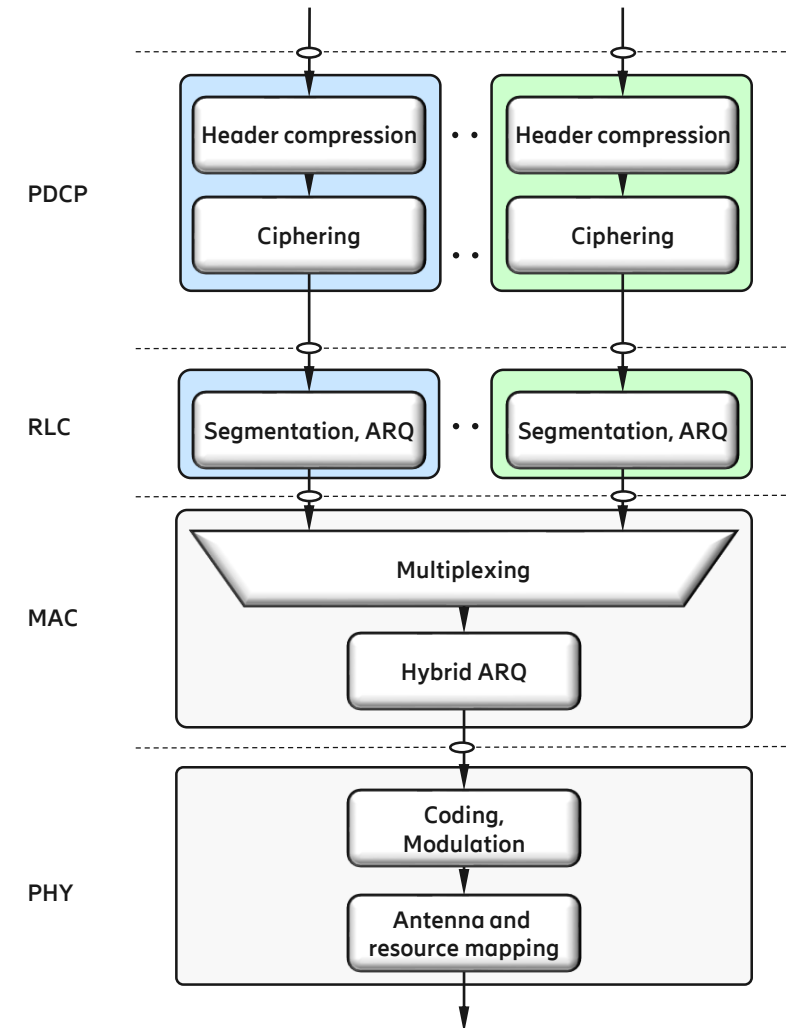 PDCP
Header compression
Header compression
Ciphering
Ciphering
RLC
Segmentation, ARQ
Segmentation, ARQ
MAC
Multiplexing
Hybrid ARQ
PHY
Coding,
Modulation
Antenna and
resource mapping